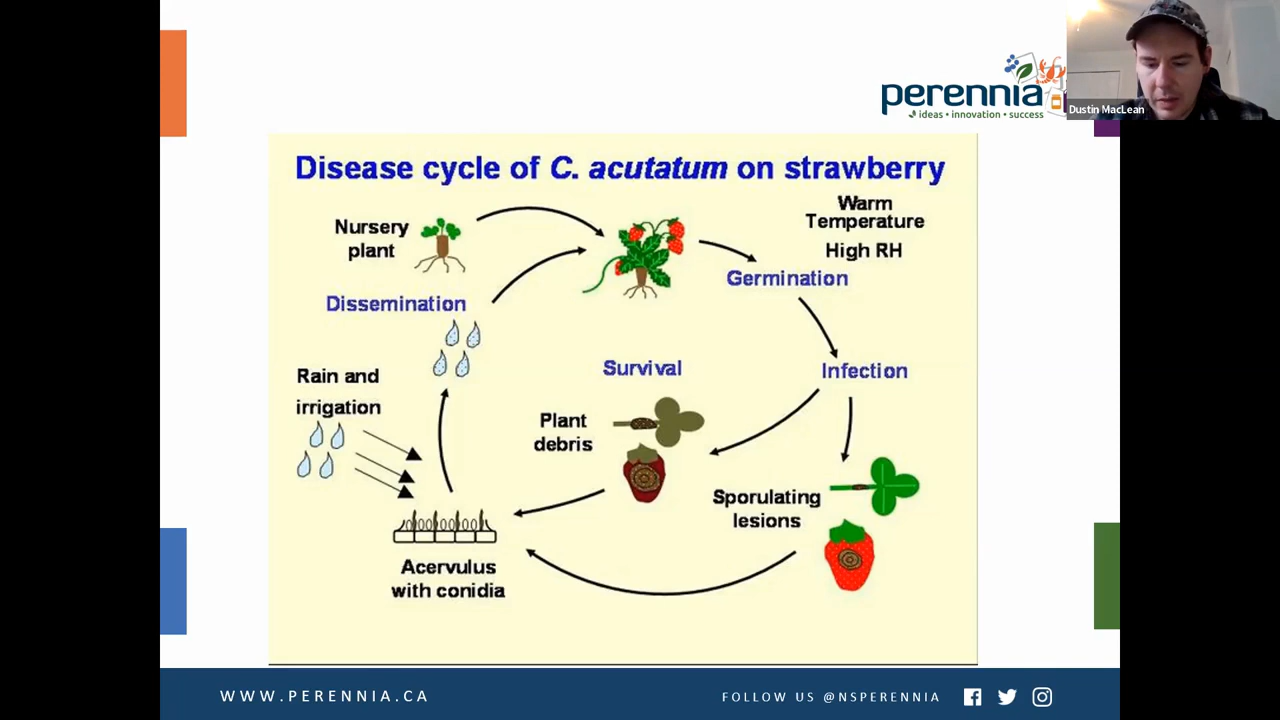 perennia
ideas • innovation • success
Dustin MacLean
Disease cycle of C. acutatum on strawberry
Nursery
plant
Warm
Temperature
High RH
Germination
Dissemination
Rain and
irrigation
Survival
Infection
Plant
debris
Sporulating
lesions
Acervulus
with conidia
WWW.PERENNIA.CA
FOLLOW US @NSPERENNIA